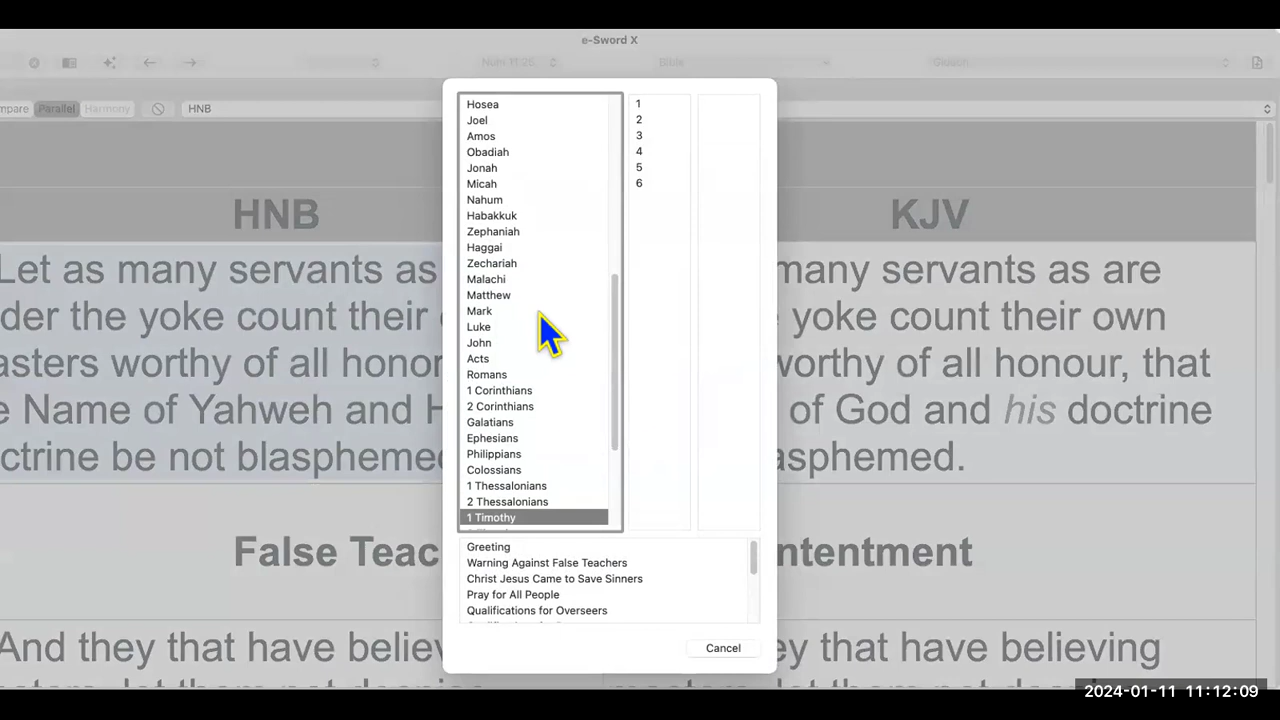 e-Sword X
Num 11:25
Bible
mpare Parallel Harmony HNB
HNB KJV
Let as many servants as many servants as are
der the yoke count their yoke count their own
asters worthy of all honor worthy of all honour, that
e Name of Yahweh and H of God and his doctrine
ctrine be not blaspheme asphemed.
False Teac ntentment
And they that have believ ey that have believing
Hosea
Joel
Amos
Obadiah
Jonah
Micah
Nahum
Habakkuk
Zephaniah
Haggai
Zechariah
Malachi
Matthew
Mark
Luke
John
Acts
Romans
1 Corinthians
2 Corinthians
Galatians
Ephesians
Philippians
Colossians
1 Thessalonians
2 Thessalonians
1 Timothy
1
2
3
4
5
6
Greeting
Warning Against False Teachers
Christ Jesus Came to Save Sinners
Pray for All People
Qualifications for Overseers
Cancel
2024-01-11 11:12:09